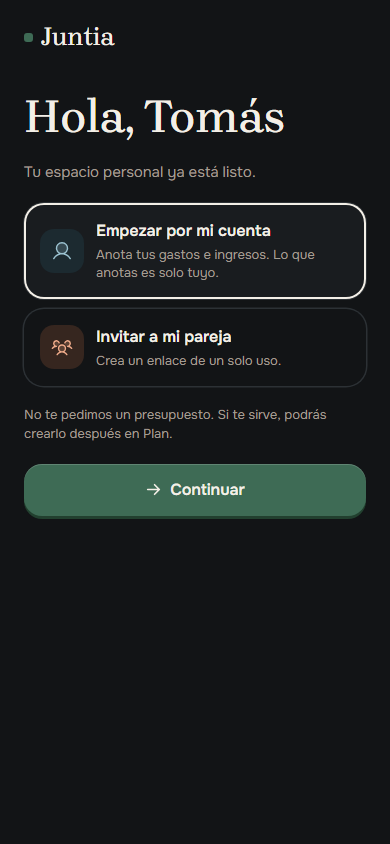 Juntia
Hola, Tomás
Tu espacio personal ya está listo.
Empezar por mi cuenta
Anota tus gastos e ingresos. Lo que
anotas es solo tuyo.
Invitar a mi pareja
Crea un enlace de un solo uso.
No te pedimos un presupuesto. Si te sirve, podrás
crearlo después en Plan.
→ Continuar